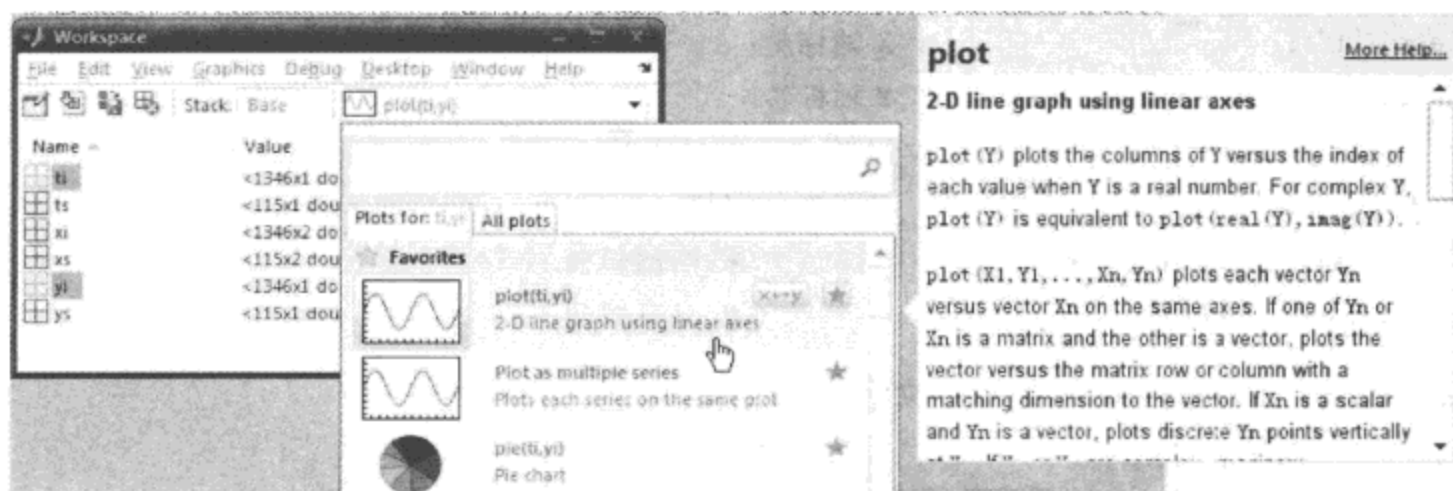 Workspace
File Edit View Graphics Debug Desktop Window Help
Stack: Base plot(ti,yi)
Name Value
ti <1346x1 do
ts <115x1 dou
xi <1346x2 do
xs <115x2 dou
yi <1346x1 do
ys <115x1 dou
Plots for: ti,yi All plots
Favorites
plot(ti,yi)
2-D line graph using linear axes
Plot as multiple series
Plots each series on the same plot
pie(ti,yi)
Pie chart
plot More Help...
2-D line graph using linear axes
plot(Y) plots the columns of Y versus the index of
each value when Y is a real number. For complex Y,
plot(Y) is equivalent to plot(real(Y),imag(Y)).
plot(X1,Y1,...,Xn,Yn) plots each vector Yn
versus vector Xn on the same axes. If one of Yn or
Xn is a matrix and the other is a vector, plots the
vector versus the matrix row or column with a
matching dimension to the vector. If Xn is a scalar
and Yn is a vector, plots discrete Yn points vertically